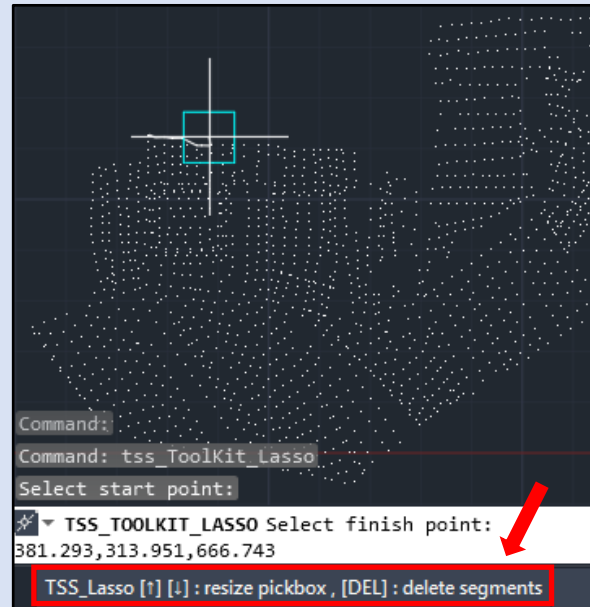 Command:
Command: tss_ToolKit_Lasso
Select start point:
TSS_TOOLKIT_LASSO Select finish point:
381.293,313.951,666.743
TSS_Lasso [↑] [↓] : resize pickbox , [DEL] : delete segments